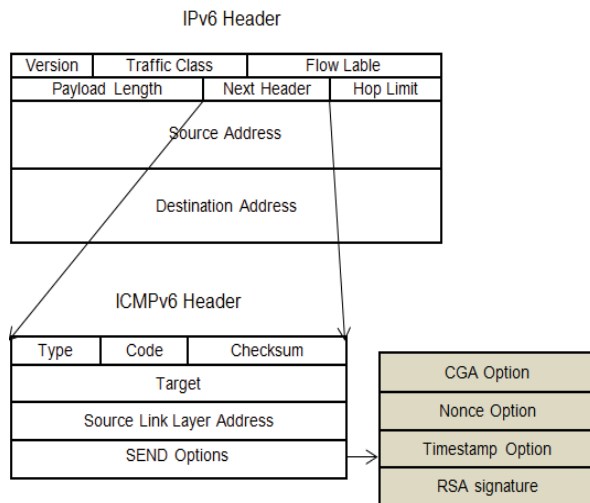 IPv6 Header
Version Traffic Class Flow Lable
Payload Length Next Header Hop Limit
Source Address
Destination Address
ICMPv6 Header
Type Code Checksum
Target
Source Link Layer Address
SEND Options
CGA Option
Nonce Option
Timestamp Option
RSA signature